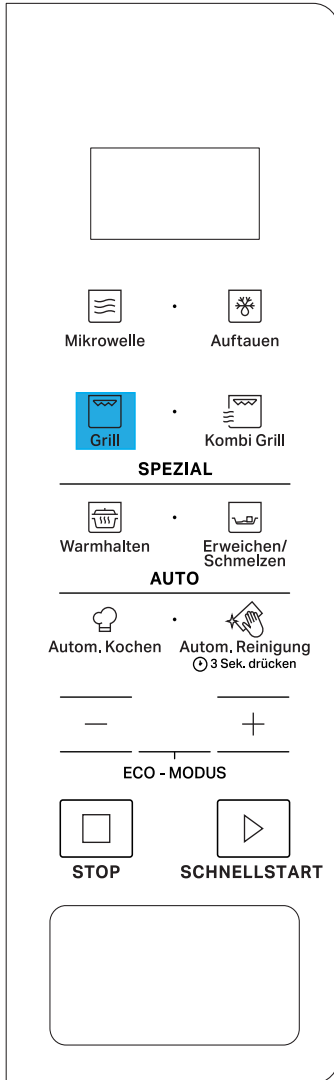 Mikrowelle Auftauen
Grill Kombi Grill
SPEZIAL
Warmhalten Erweichen/
Schmelzen
AUTO
Autom. Kochen Autom. Reinigung
3 Sek. drücken
ECO - MODUS
STOP SCHNELLSTART